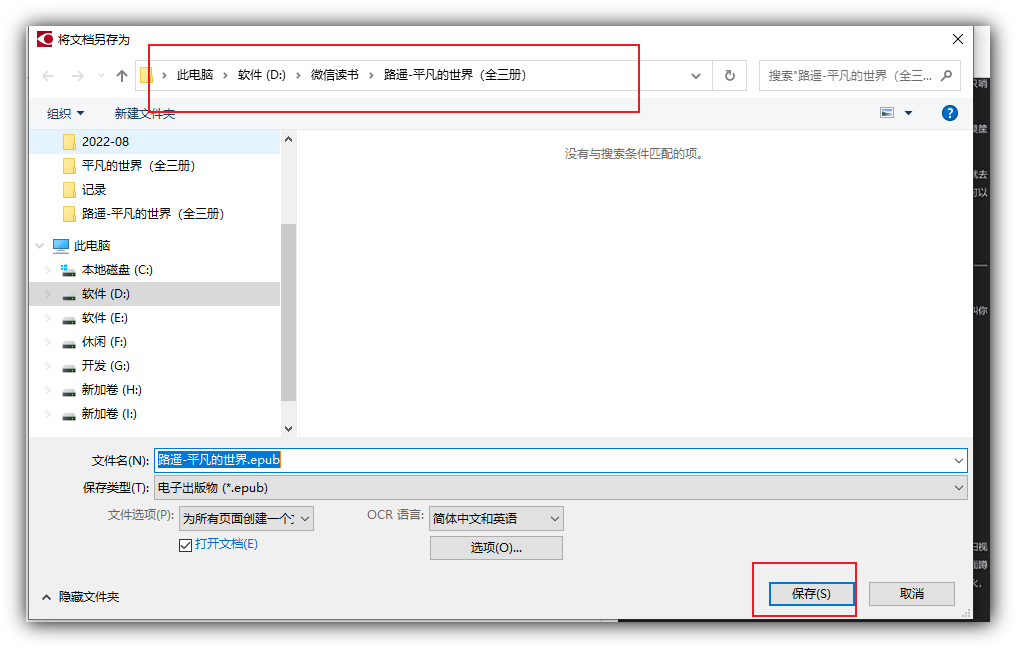 将文档另存为
此电脑 软件 (D:) 微信读书 路遥-平凡的世界（全三册）
搜索"路遥-平凡的世界（全三...
组织 新建文件夹
2022-08
平凡的世界（全三册）
记录
路遥-平凡的世界（全三册）
此电脑
本地磁盘 (C:)
软件 (D:)
软件 (E:)
休闲 (F:)
开发 (G:)
新加卷 (H:)
新加卷 (I:)
没有与搜索条件匹配的项。
文件名(N): 路遥-平凡的世界.epub
保存类型(T): 电子出版物 (*.epub)
文件选项(P): 为所有页面创建一个
OCR 语言: 简体中文和英语
打开文档(E)
选项(O)...
隐藏文件夹
保存(S) 取消